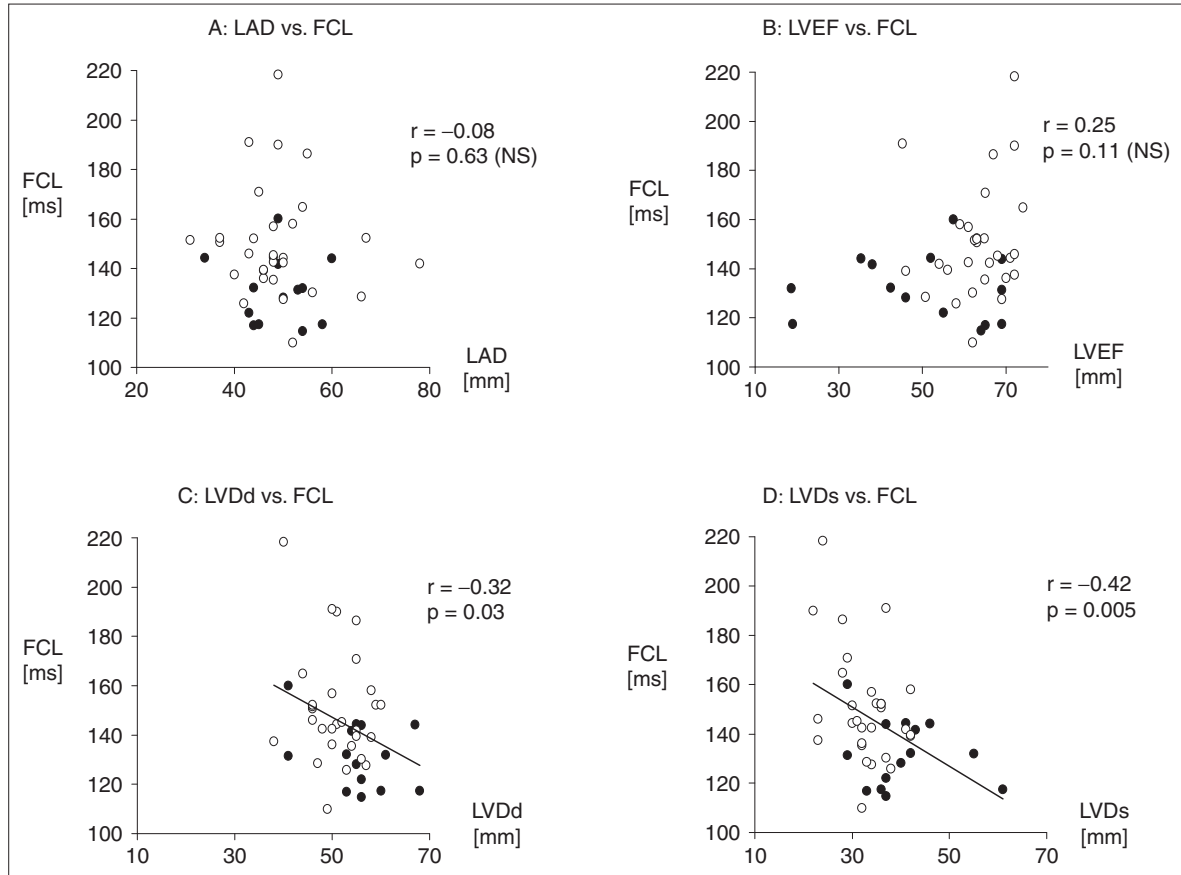 A: LAD vs. FCL
220
200
180
160
140
120
100
FCL
[ms]
r = –0.08
p = 0.63 (NS)
LAD
[mm]
20
40
60
80
B: LVEF vs. FCL
220
200
180
160
140
120
100
FCL
[ms]
r = 0.25
p = 0.11 (NS)
LVEF
[mm]
10
30
50
70
C: LVDd vs. FCL
220
200
180
160
140
120
100
FCL
[ms]
r = –0.32
p = 0.03
LVDd
[mm]
10
30
50
70
D: LVDs vs. FCL
220
200
180
160
140
120
100
FCL
[ms]
r = –0.42
p = 0.005
LVDs
[mm]
10
30
50
70